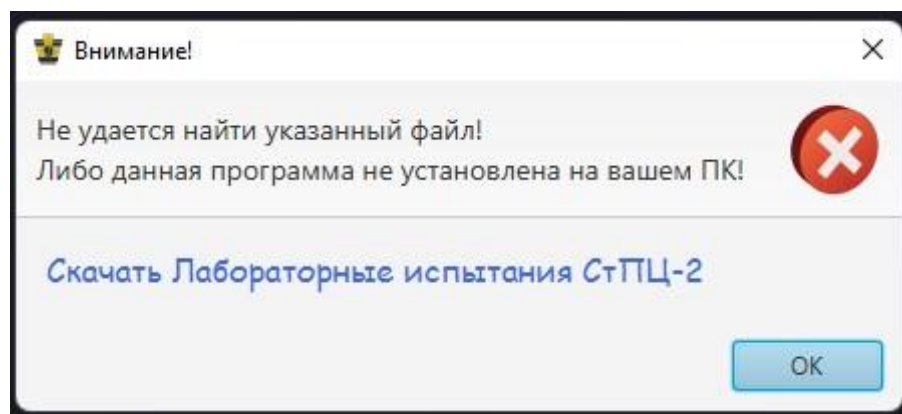 Внимание!
Не удается найти указанный файл!
Либо данная программа не установлена на вашем ПК!
Скачать Лабораторные испытания СтПЦ-2
OK